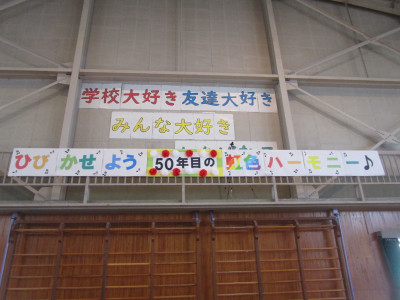 学校大好き友達大好き
みんな大好き
ひびかせよう50年目の虹色ハーモニー♪